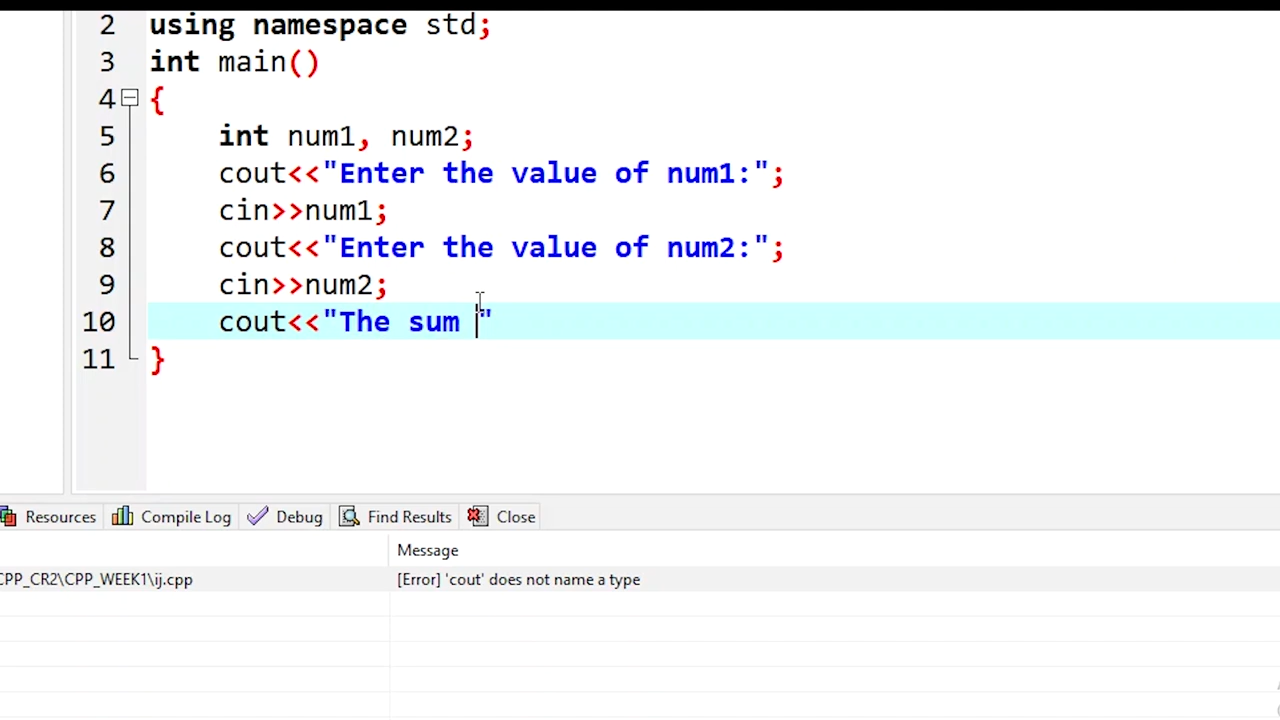 2 using namespace std;
3 int main()
4 {
5 int num1, num2;
6 cout<<"Enter the value of num1:";
7 cin>>num1;
8 cout<<"Enter the value of num2:";
9 cin>>num2;
10 cout<<"The sum "
11 }
Resources Compile Log Debug Find Results Close
Message
CPP_CR2\CPP_WEEK1\ij.cpp [Error] 'cout' does not name a type